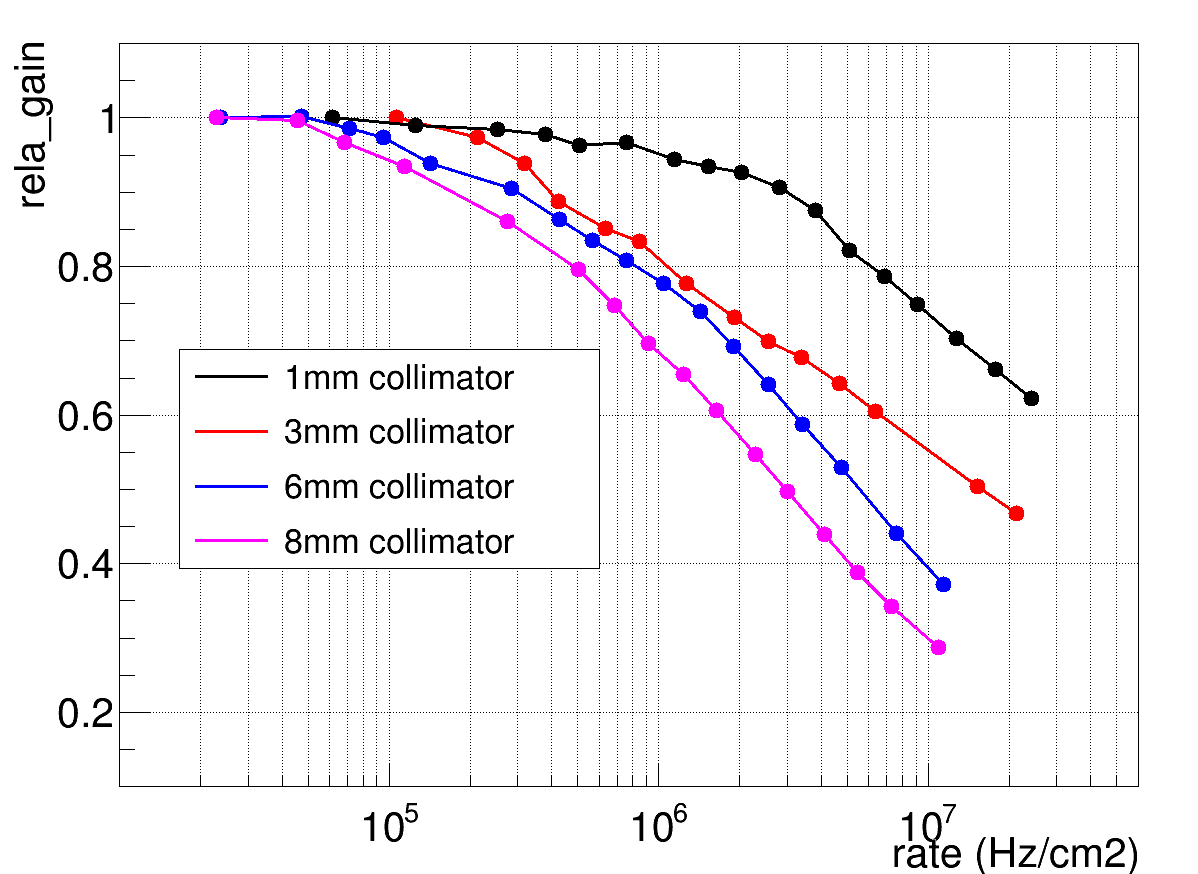 rela_gain
1
0.8
0.6
0.4
0.2
1mm collimator
3mm collimator
6mm collimator
8mm collimator
10^5 10^6 10^7
rate (Hz/cm2)